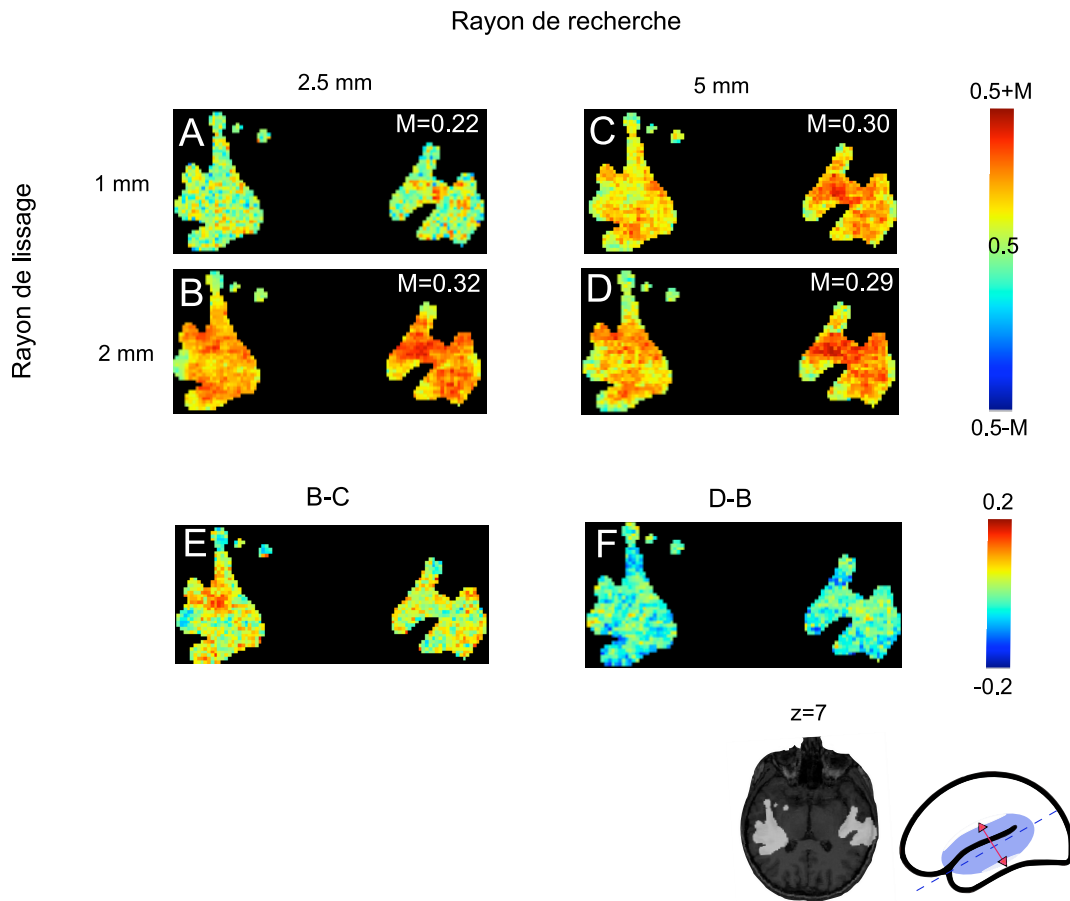 Rayon de recherche
2.5 mm
5 mm
Rayon de lissage
1 mm
2 mm
A
M=0.22
C
M=0.30
B
M=0.32
D
M=0.29
0.5+M
0.5
0.5-M
B-C
D-B
E
F
0.2
-0.2
z=7